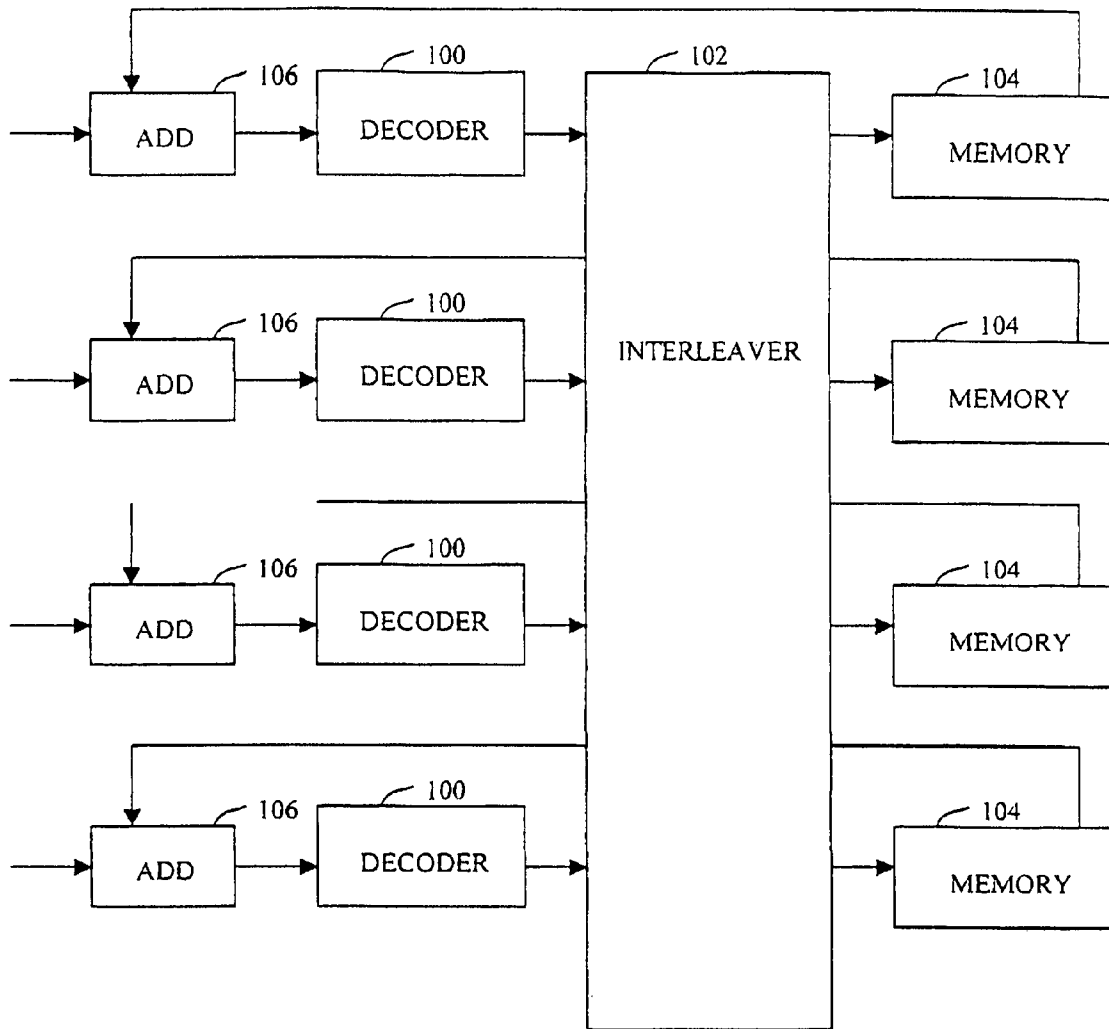 106 100 102 104
ADD DECODER MEMORY
106 100 104
ADD DECODER INTERLEAVER MEMORY
106 100 104
ADD DECODER MEMORY
106 100 104
ADD DECODER MEMORY